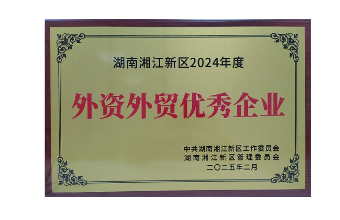 湖南湘江新区2024年度
外资外贸优秀企业
中共湖南湘江新区工作委员会
湖南湘江新区管理委员会
二〇二五年二月